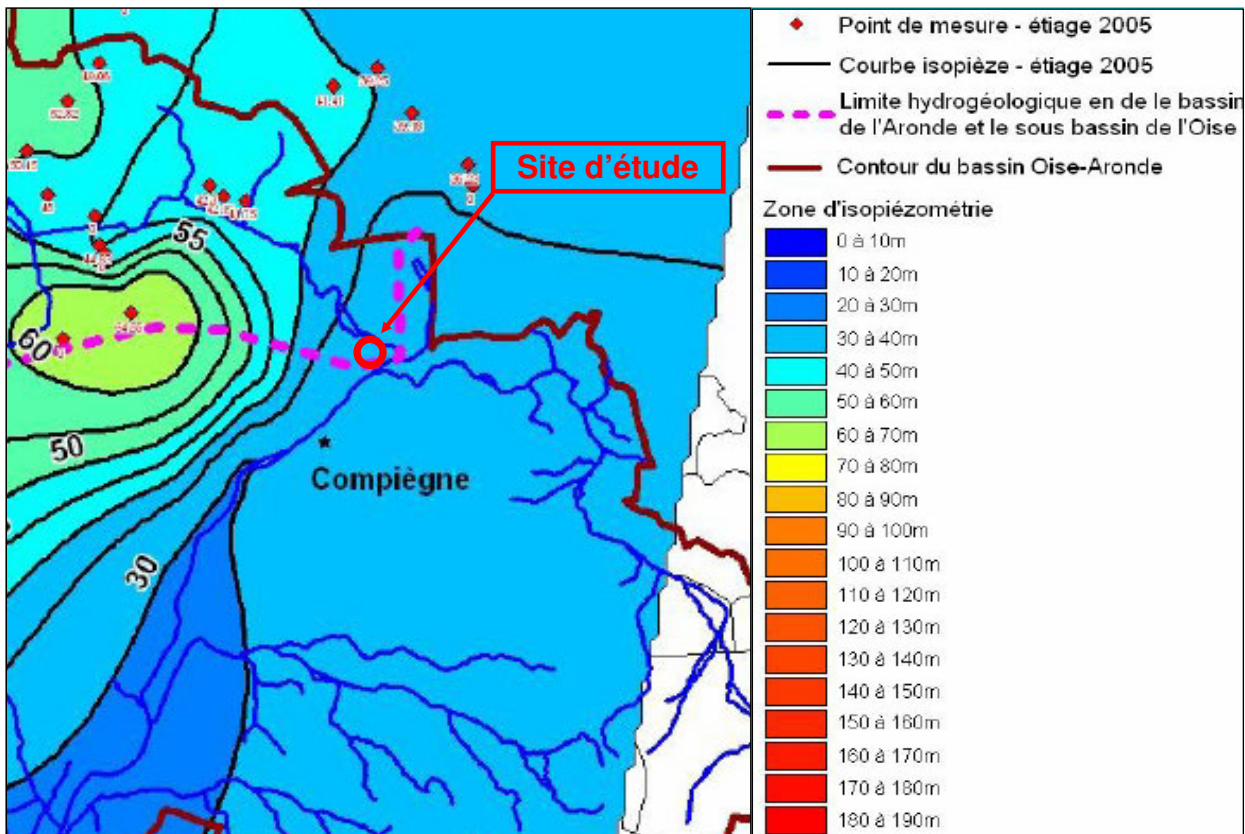 Site d'étude
55
60
50
30
Compiègne
Point de mesure - étiage 2005
Courbe isopièze - étiage 2005
Limite hydrogéologique en de le bassin
de l'Aronde et le sous bassin de l'Oise
Contour du bassin Oise-Aronde
Zone d'isopiézométrie
0 à 10m
10 à 20m
20 à 30m
30 à 40m
40 à 50m
50 à 60m
60 à 70m
70 à 80m
80 à 90m
90 à 100m
100 à 110m
110 à 120m
120 à 130m
130 à 140m
140 à 150m
150 à 160m
160 à 170m
170 à 180m
180 à 190m